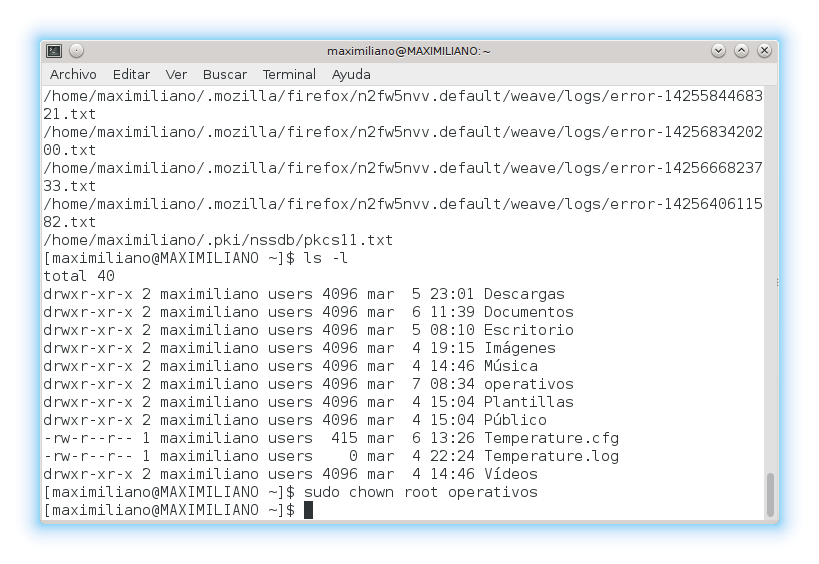 maximiliano@MAXIMILIANO:~
Archivo Editar Ver Buscar Terminal Ayuda
/home/maximiliano/.mozilla/firefox/n2fw5nvv.default/weave/logs/error-14255844683
21.txt
/home/maximiliano/.mozilla/firefox/n2fw5nvv.default/weave/logs/error-14256834202
00.txt
/home/maximiliano/.mozilla/firefox/n2fw5nvv.default/weave/logs/error-14256668237
33.txt
/home/maximiliano/.mozilla/firefox/n2fw5nvv.default/weave/logs/error-14256406115
82.txt
/home/maximiliano/.pki/nssdb/pkcs11.txt
[maximiliano@MAXIMILIANO ~]$ ls -l
total 40
drwxr-xr-x 2 maximiliano users 4096 mar  5 23:01 Descargas
drwxr-xr-x 2 maximiliano users 4096 mar  6 11:39 Documentos
drwxr-xr-x 2 maximiliano users 4096 mar  5 08:10 Escritorio
drwxr-xr-x 2 maximiliano users 4096 mar  4 19:15 Imágenes
drwxr-xr-x 2 maximiliano users 4096 mar  4 14:46 Música
drwxr-xr-x 2 maximiliano users 4096 mar  7 08:34 operativos
drwxr-xr-x 2 maximiliano users 4096 mar  4 15:04 Plantillas
drwxr-xr-x 2 maximiliano users 4096 mar  4 15:04 Público
-rw-r--r-- 1 maximiliano users  415 mar  6 13:26 Temperature.cfg
-rw-r--r-- 1 maximiliano users    0 mar  4 22:24 Temperature.log
drwxr-xr-x 2 maximiliano users 4096 mar  4 14:46 Vídeos
[maximiliano@MAXIMILIANO ~]$ sudo chown root operativos
[maximiliano@MAXIMILIANO ~]$